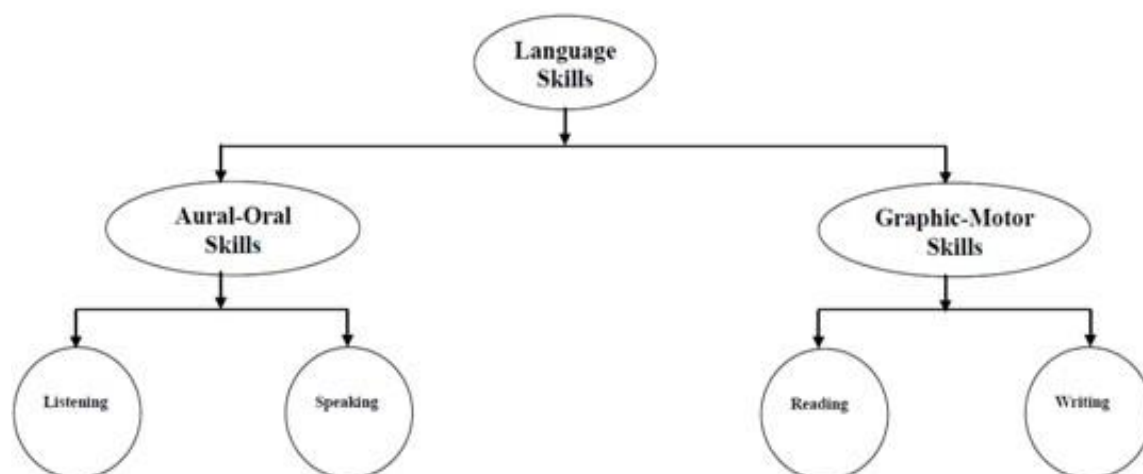 Language
Skills
Aural-Oral
Skills
Graphic-Motor
Skills
Listening
Speaking
Reading
Writing